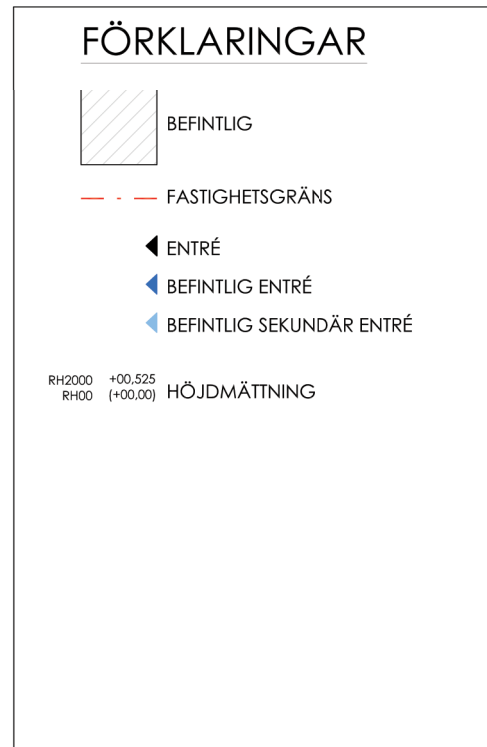 FÖRKLARINGAR
BEFINTLIG
FASTIGHETSGRÄNS
ENTRÉ
BEFINTLIG ENTRÉ
BEFINTLIG SEKUNDÄR ENTRÉ
RH2000 +00,525
RH00 (+00,00)
HÖJDMÄTTNING